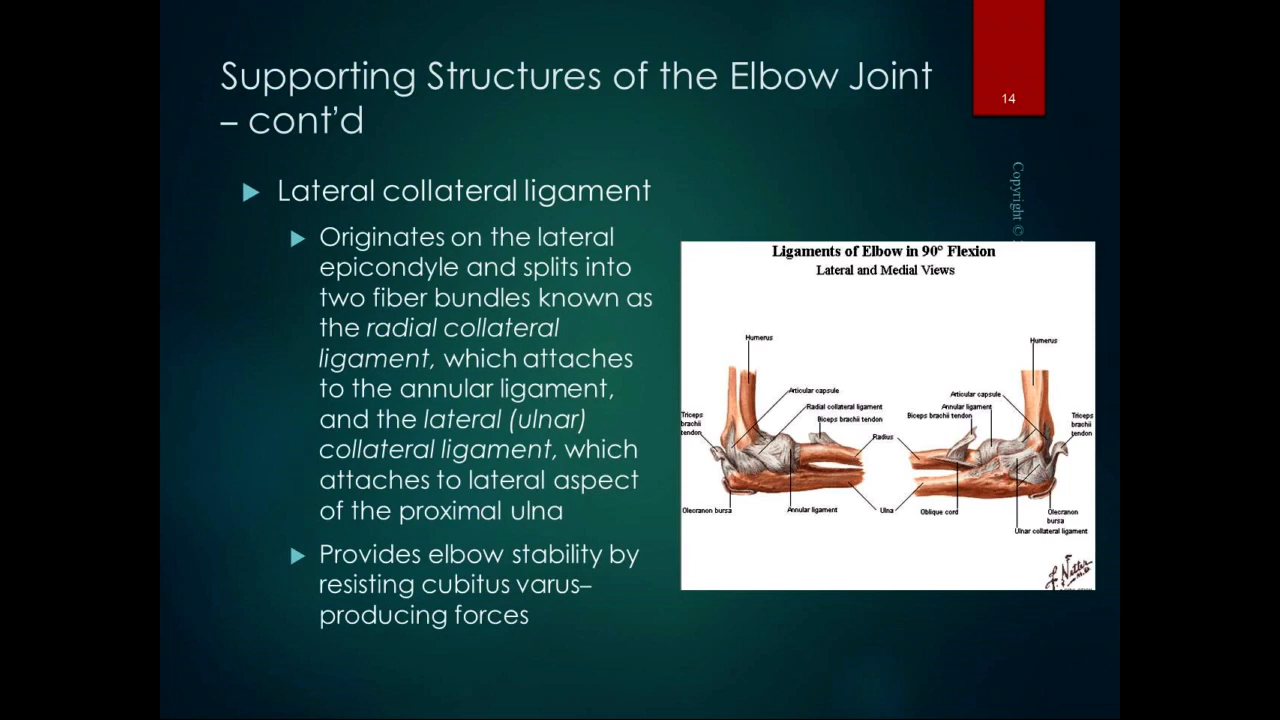 Supporting Structures of the Elbow Joint
– cont’d
14
Copyright ©
Lateral collateral ligament
Originates on the lateral
epicondyle and splits into
two fiber bundles known as
the radial collateral
ligament, which attaches
to the annular ligament,
and the lateral (ulnar)
collateral ligament, which
attaches to lateral aspect
of the proximal ulna
Provides elbow stability by
resisting cubitus varus–
producing forces
Ligaments of Elbow in 90° Flexion
Lateral and Medial Views
Humerus
Articular capsule
Radial collateral ligament
Biceps brachii tendon
Triceps
brachii
tendon
Radius
Olecranon bursa
Annular ligament
Ulna
Humerus
Articular capsule
Annular ligament
Biceps brachii tendon
Triceps
brachii
tendon
Oblique cord
Olecranon
bursa
Ulnar collateral ligament
F. Netter
M.D.